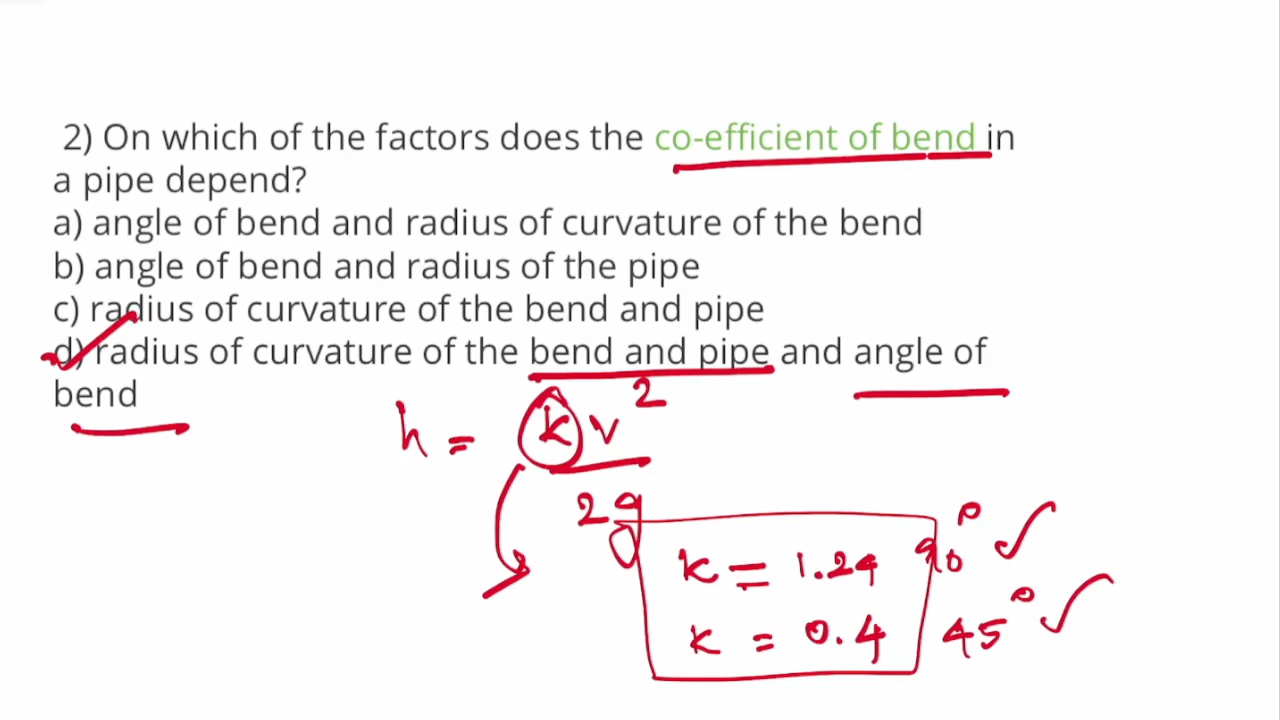 2) On which of the factors does the co-efficient of bend in
a pipe depend?
a) angle of bend and radius of curvature of the bend
b) angle of bend and radius of the pipe
c) radius of curvature of the bend and pipe
d) radius of curvature of the bend and pipe and angle of
bend
h = kv²
2g
k = 1.24 90°
k = 0.4 45°